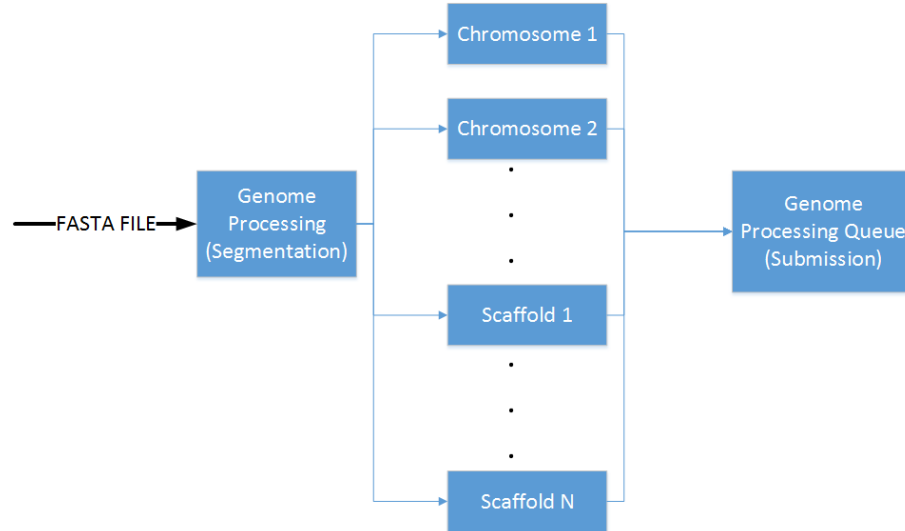 Chromosome 1
Chromosome 2
FASTA FILE
Genome
Processing
(Segmentation)
Genome
Processing Queue
(Submission)
Scaffold 1
Scaffold N